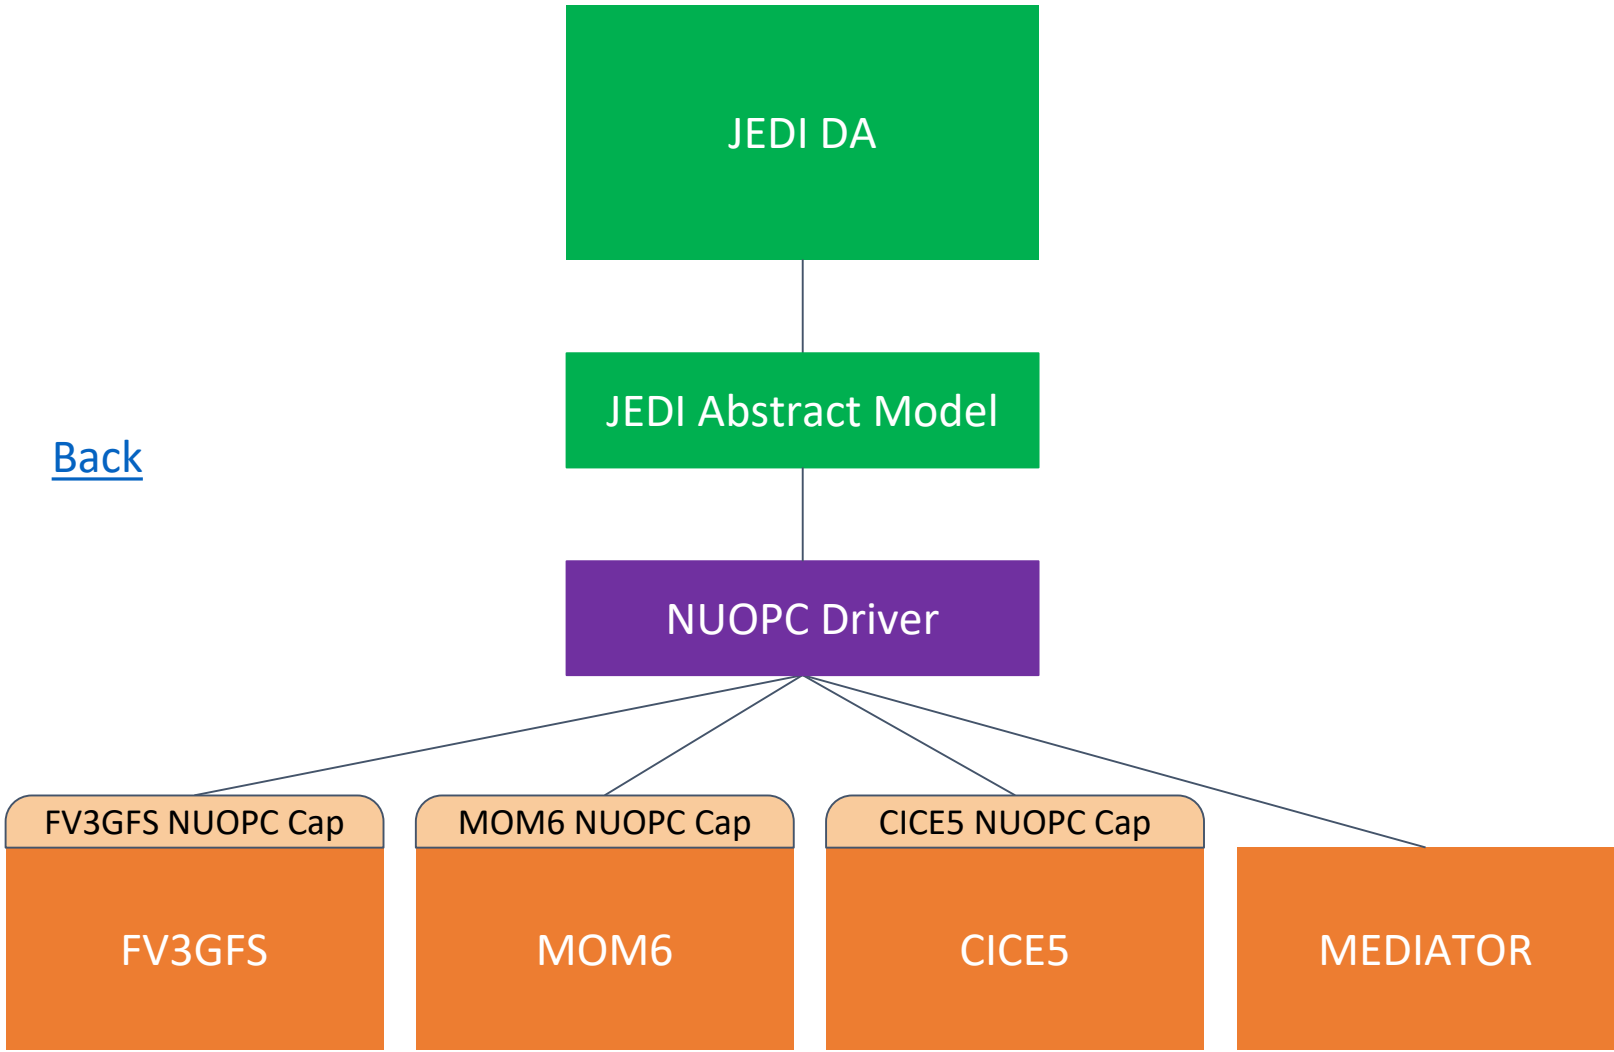 JEDI DA
JEDI Abstract Model
Back
NUOPC Driver
FV3GFS NUOPC Cap
MOM6 NUOPC Cap
CICE5 NUOPC Cap
FV3GFS
MOM6
CICE5
MEDIATOR